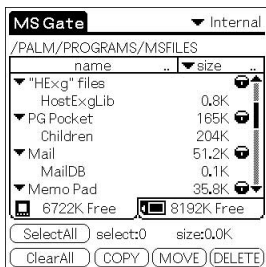 MS Gate ▼ Internal
/PALM/PROGRAMS/MSFILES
name .. ▼size ..
▼"HExg" files
HostExgLib 0.8K
▼PG Pocket 165K
Children 204K
▼Mail 51.2K
MailDB 0.1K
▼Memo Pad 35.8K
6722K Free 8192K Free
SelectAll select:0 size:0.0K
ClearAll COPY MOVE DELETE